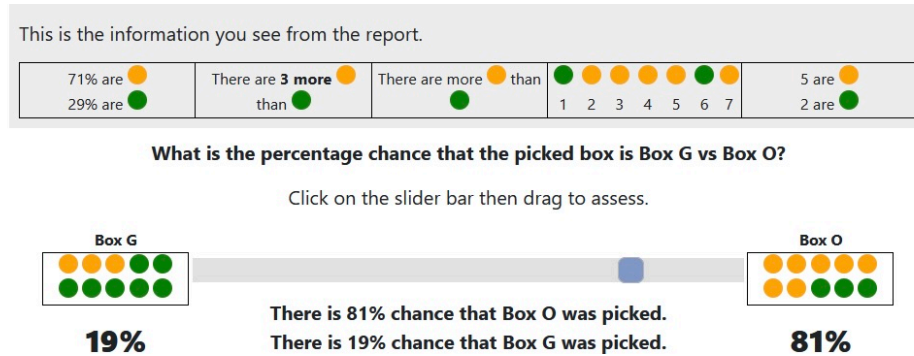 This is the information you see from the report.
71% are
29% are
There are 3 more
than
There are more than
1 2 3 4 5 6 7
5 are
2 are
What is the percentage chance that the picked box is Box G vs Box O?
Click on the slider bar then drag to assess.
Box G
Box O
There is 81% chance that Box O was picked.
There is 19% chance that Box G was picked.
19%
81%